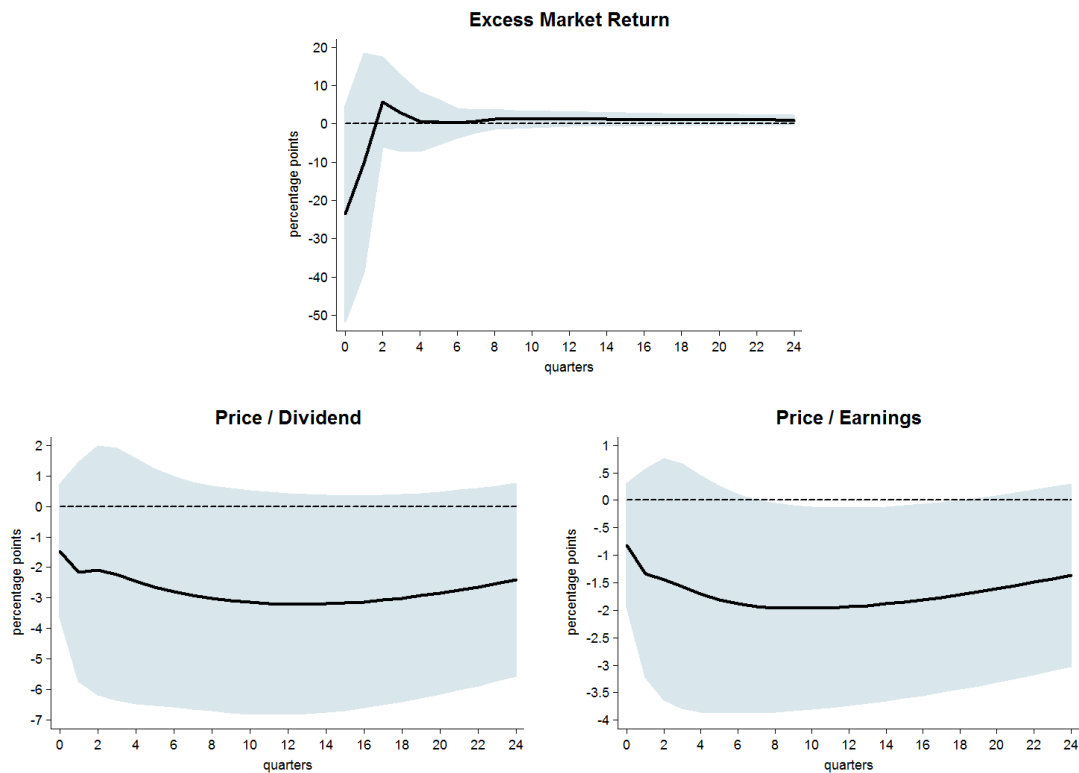 Excess Market Return
percentage points
20
10
0
-10
-20
-30
-40
-50
0 2 4 6 8 10 12 14 16 18 20 22 24
quarters
Price / Dividend
percentage points
2
1
0
-1
-2
-3
-4
-5
-6
-7
0 2 4 6 8 10 12 14 16 18 20 22 24
quarters
Price / Earnings
percentage points
1
.5
0
-.5
-1
-1.5
-2
-2.5
-3
-3.5
-4
0 2 4 6 8 10 12 14 16 18 20 22 24
quarters